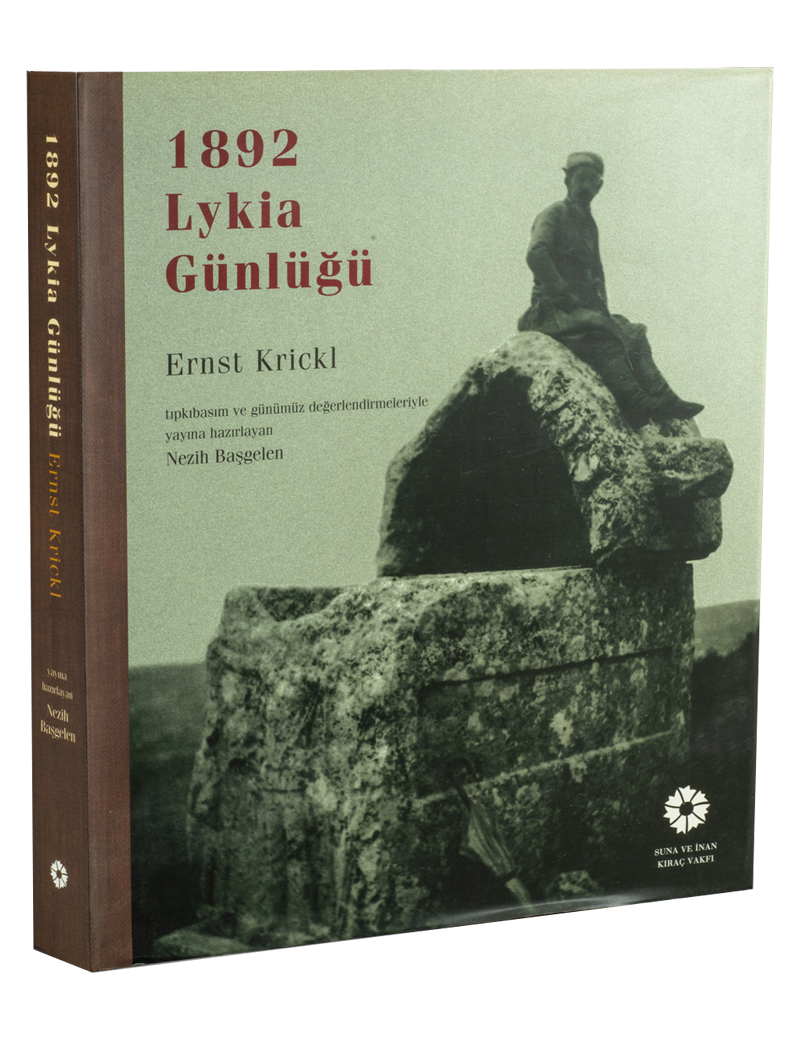 1892
Lykia
Günlüğü
Ernst Krickl
tıpkıbasım ve günümüz değerlendirmeleriyle
yayına hazırlayan
Nezih Başgelen
SUNA VE İNAN
KIRAÇ VAKFI
1892 Lykia Günlüğü Ernst Krickl
yayına
hazırlayan
Nezih
Başgelen